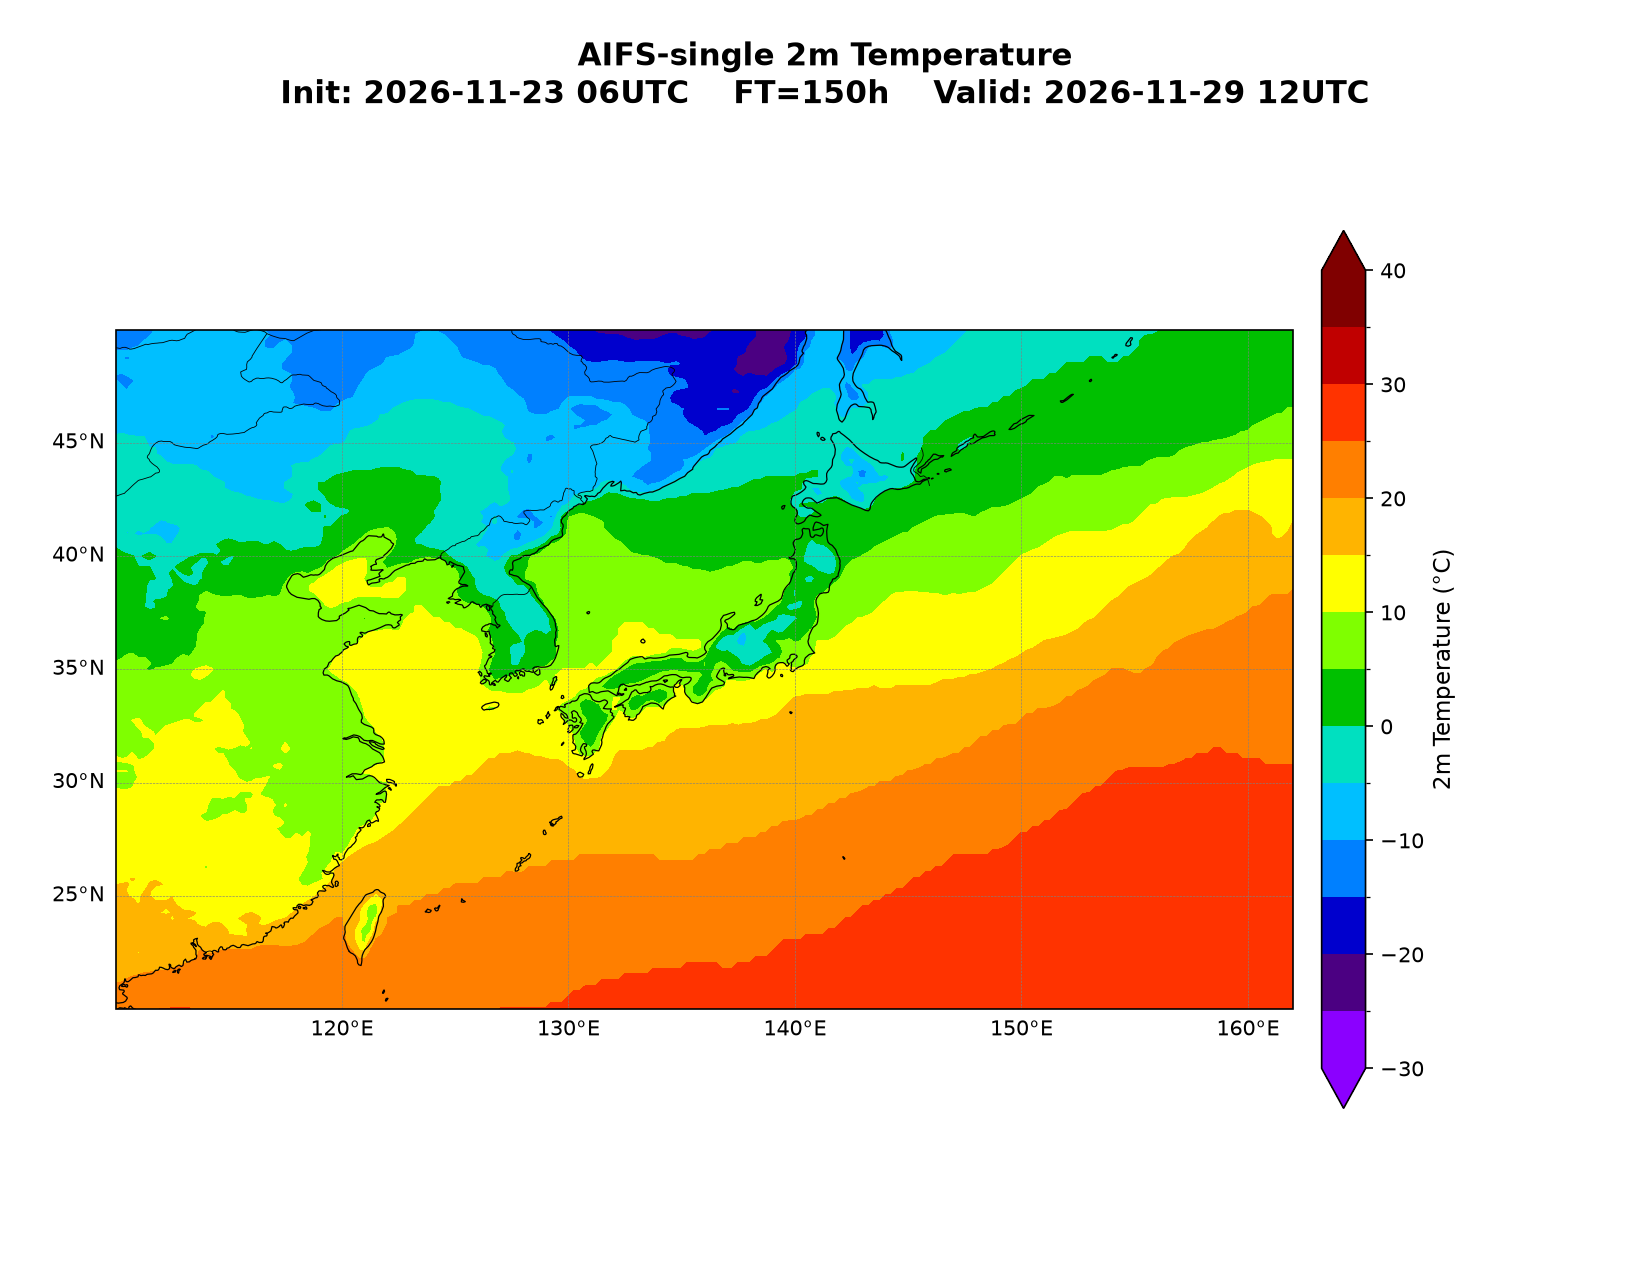 AIFS-single 2m Temperature
Init: 2026-11-23 06UTC    FT=150h    Valid: 2026-11-29 12UTC
45°N
40°N
35°N
30°N
25°N
120°E
130°E
140°E
150°E
160°E
40
30
20
10
0
−10
−20
−30
2m Temperature (°C)